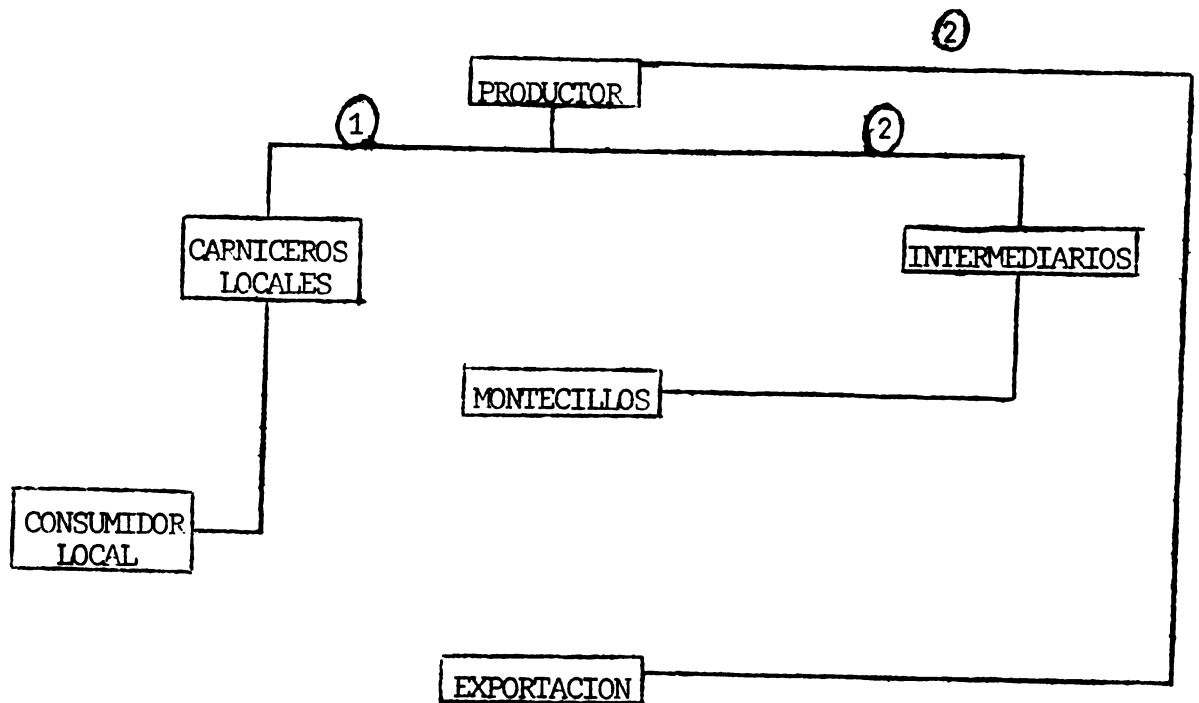 ②
PRODUCTOR
①
②
CARNICEROS
LOCALES
INTERMEDIARIOS
MONTECILLOS
CONSUMIDOR
LOCAL
EXPORTACION